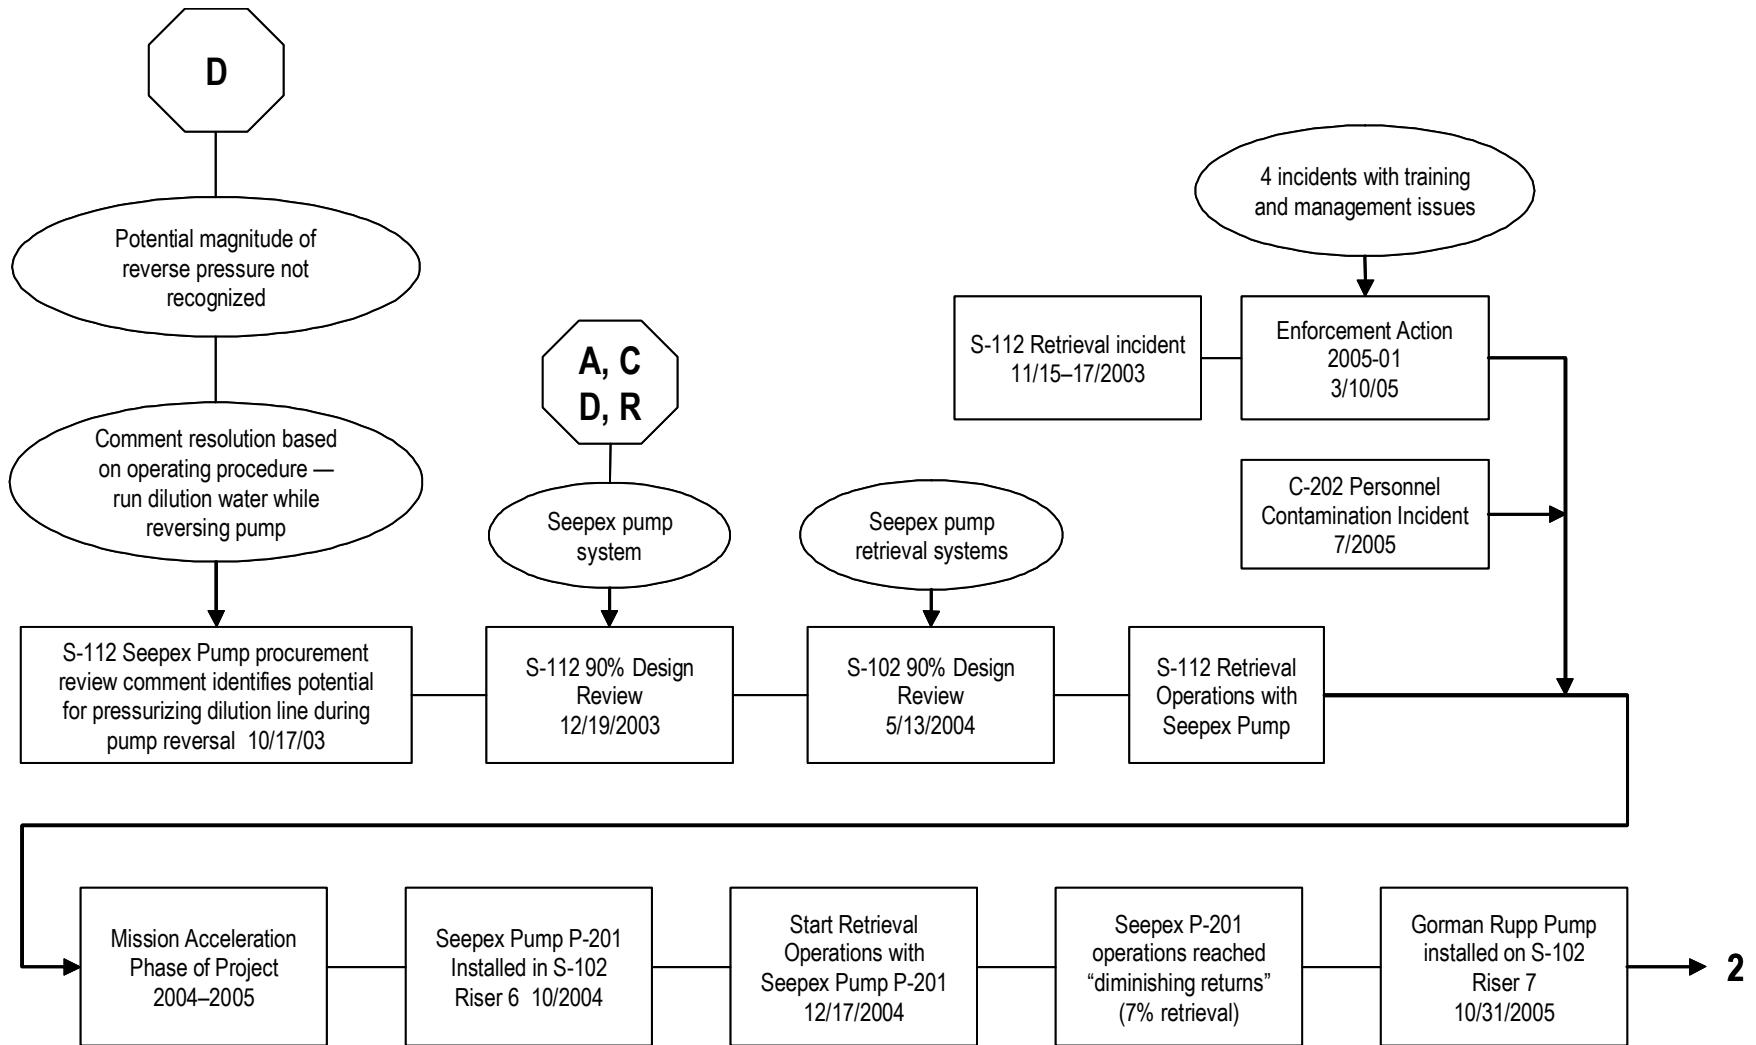 D
Potential magnitude of
reverse pressure not
recognized
Comment resolution based
on operating procedure —
run dilution water while
reversing pump
A, C
D, R
Seepex pump
system
Seepex pump
retrieval systems
4 incidents with training
and management issues
S-112 Retrieval incident
11/15–17/2003
Enforcement Action
2005-01
3/10/05
C-202 Personnel
Contamination Incident
7/2005
S-112 Seepex Pump procurement
review comment identifies potential
for pressurizing dilution line during
pump reversal 10/17/03
S-112 90% Design
Review
12/19/2003
S-102 90% Design
Review
5/13/2004
S-112 Retrieval
Operations with
Seepex Pump
Mission Acceleration
Phase of Project
2004–2005
Seepex Pump P-201
Installed in S-102
Riser 6 10/2004
Start Retrieval
Operations with
Seepex Pump P-201
12/17/2004
Seepex P-201
operations reached
“diminishing returns”
(7% retrieval)
Gorman Rupp Pump
installed on S-102
Riser 7
10/31/2005
2